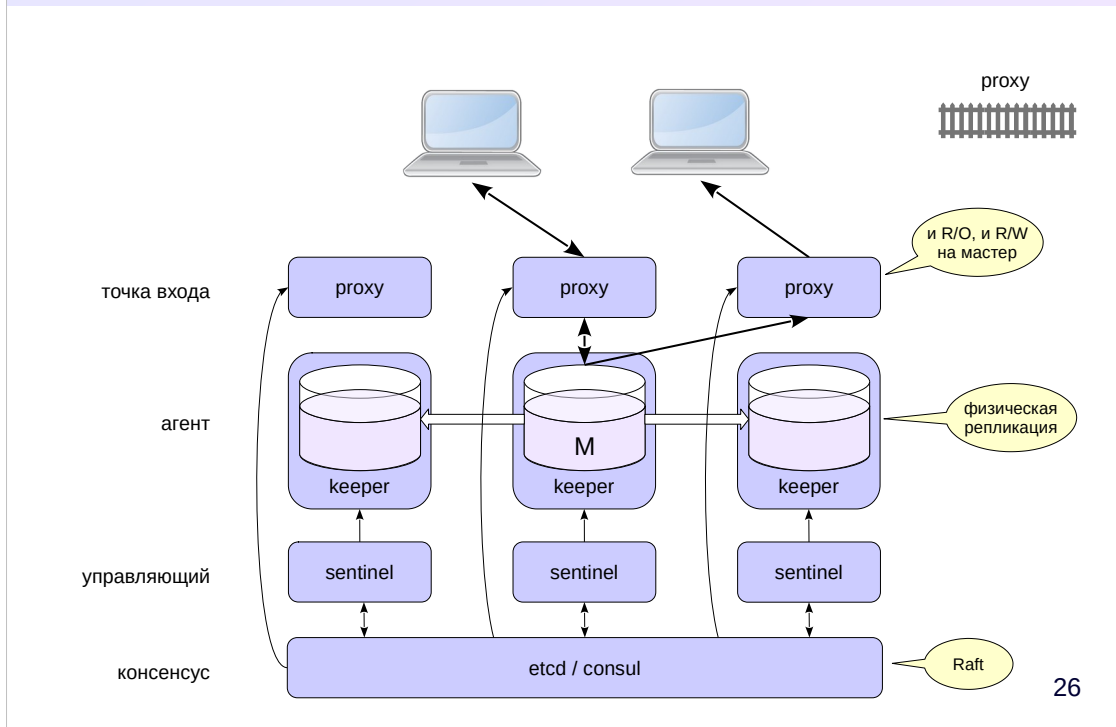 proxy
и R/O, и R/W
на мастер
точка входа
proxy
proxy
proxy
агент
M
физическая
репликация
keeper
keeper
keeper
управляющий
sentinel
sentinel
sentinel
консенсус
etcd / consul
Raft
26